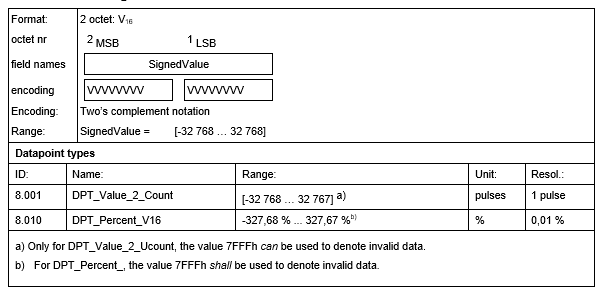 Format: 2 octet: V16
octet nr 2 MSB 1 LSB
field names SignedValue
encoding VVVVVVVV VVVVVVVV
Encoding: Two's complement notation
Range: SignedValue = [-32 768 ... 32 768]
Datapoint types
ID: Name: Range: Unit: Resol.:
8.001 DPT_Value_2_Count [-32 768 ... 32 767] a) pulses 1 pulse
8.010 DPT_Percent_V16 -327,68 % ... 327,67 %b) % 0,01 %
a) Only for DPT_Value_2_Ucount, the value 7FFFh can be used to denote invalid data.
b) For DPT_Percent_, the value 7FFFh shall be used to denote invalid data.